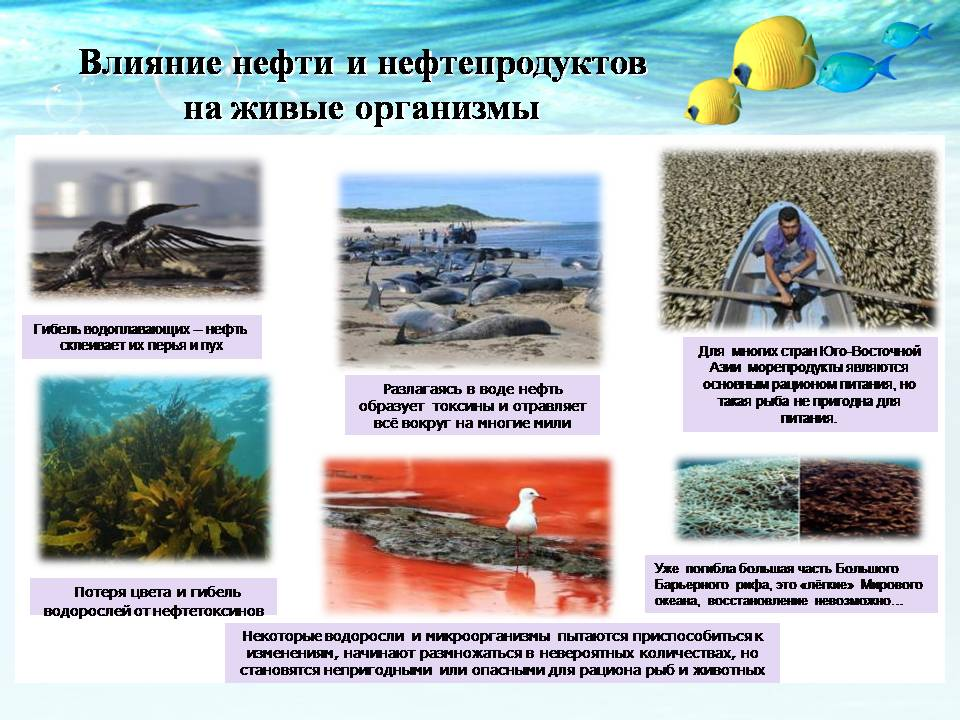 Влияние нефти и нефтепродуктов
на живые организмы
Гибель водоплавающих – нефть
склеивает их перья и пух
Разлагаясь в воде нефть
образует токсины и отравляет
всё вокруг на многие мили
Для многих стран Юго-Восточной
Азии морепродукты являются
основным рационом питания, но
такая рыба не пригодна для
питания.
Потеря цвета и гибель
водорослей от нефтетоксинов
Уже погибла большая часть Большого
Барьерного рифа, это «лёгкие» Мирового
океана, восстановление невозможно...
Некоторые водоросли и микроорганизмы пытаются приспособиться к
изменениям, начинают размножаться в невероятных количествах, но
становятся непригодными или опасными для рациона рыб и животных